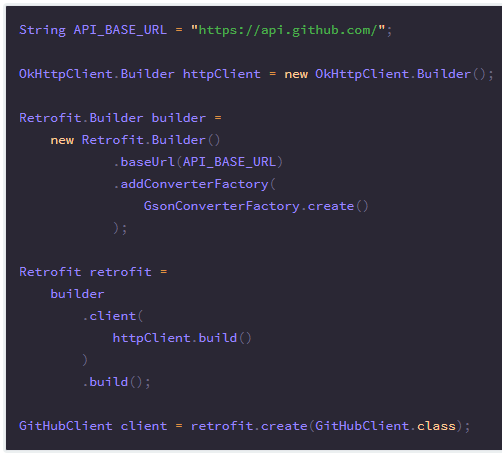 String API_BASE_URL = "https://api.github.com/";
OkHttpClient.Builder httpClient = new OkHttpClient.Builder();
Retrofit.Builder builder =
new Retrofit.Builder()
.baseUrl(API_BASE_URL)
.addConverterFactory(
GsonConverterFactory.create()
);
Retrofit retrofit =
builder
.client(
httpClient.build()
)
.build();
GitHubClient client = retrofit.create(GitHubClient.class);